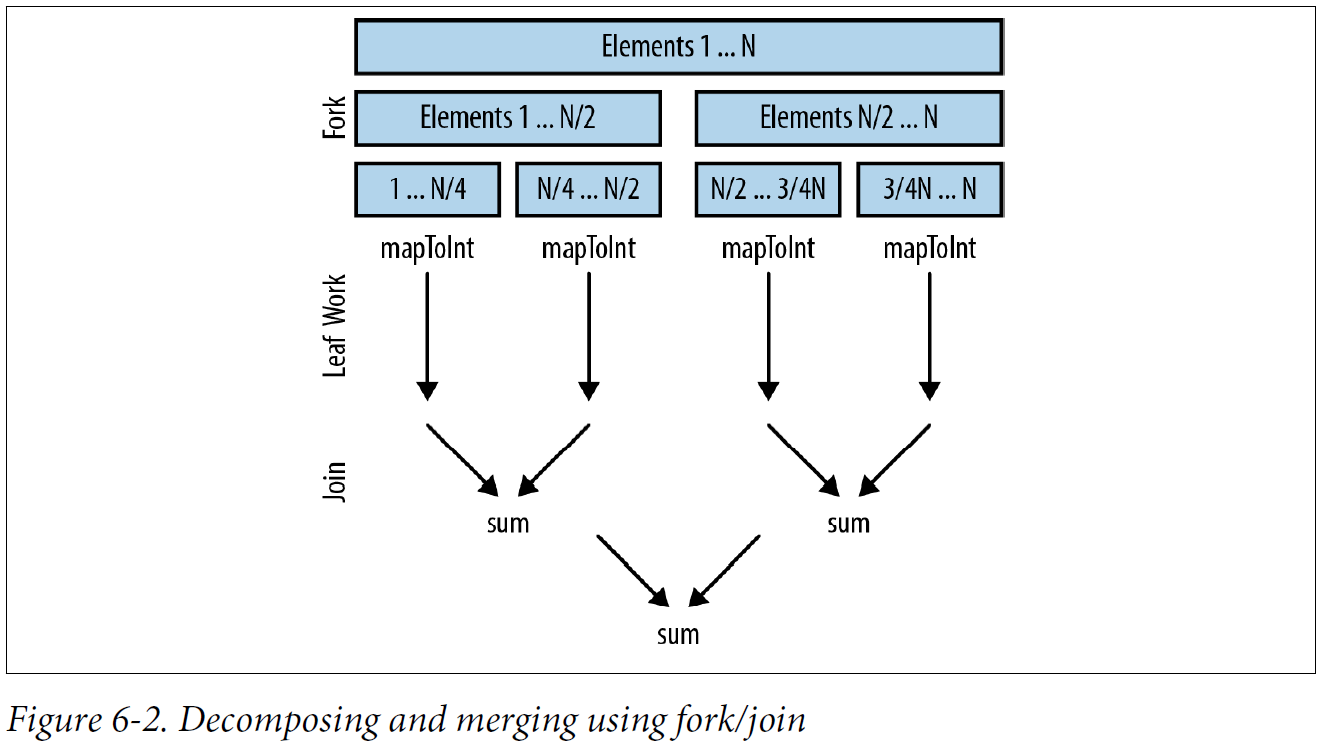 Elements 1 ... N
Fork
Elements 1 ... N/2
Elements N/2 ... N
1 ... N/4
N/4 ... N/2
N/2 ... 3/4N
3/4N ... N
mapToInt
mapToInt
mapToInt
mapToInt
Leaf Work
Join
sum
sum
sum
Figure 6-2. Decomposing and merging using fork/join